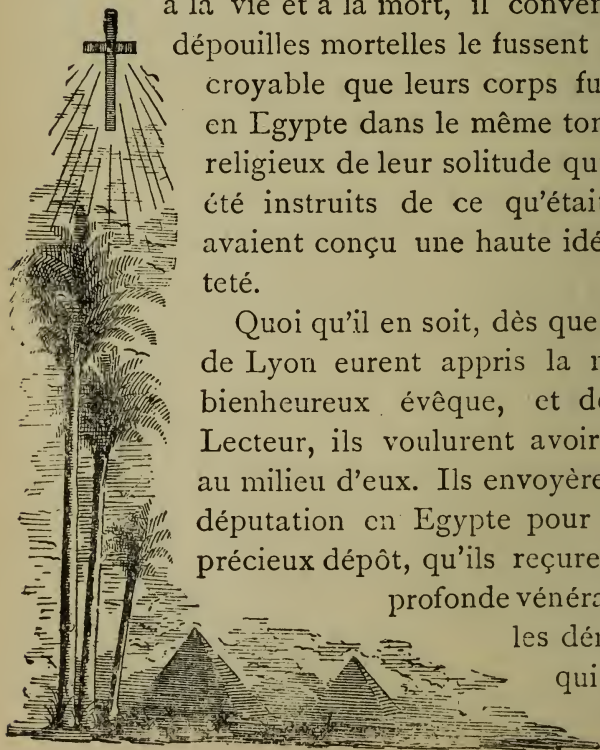 à la vie et à la mort, il conver
dépouilles mortelles le fussent
croyable que leurs corps fu
en Egypte dans le même ton
religieux de leur solitude qu
été instruits de ce qu'étai
avaient conçu une haute idé
teté.
Quoi qu'il en soit, dès que
de Lyon eurent appris la
bienheureux évêque, et d
Lecteur, ils voulurent avoir
au milieu d'eux. Ils envoyère
députation en Egypte pour
précieux dépôt, qu'ils reçure
profonde vénéra
les dé
qui